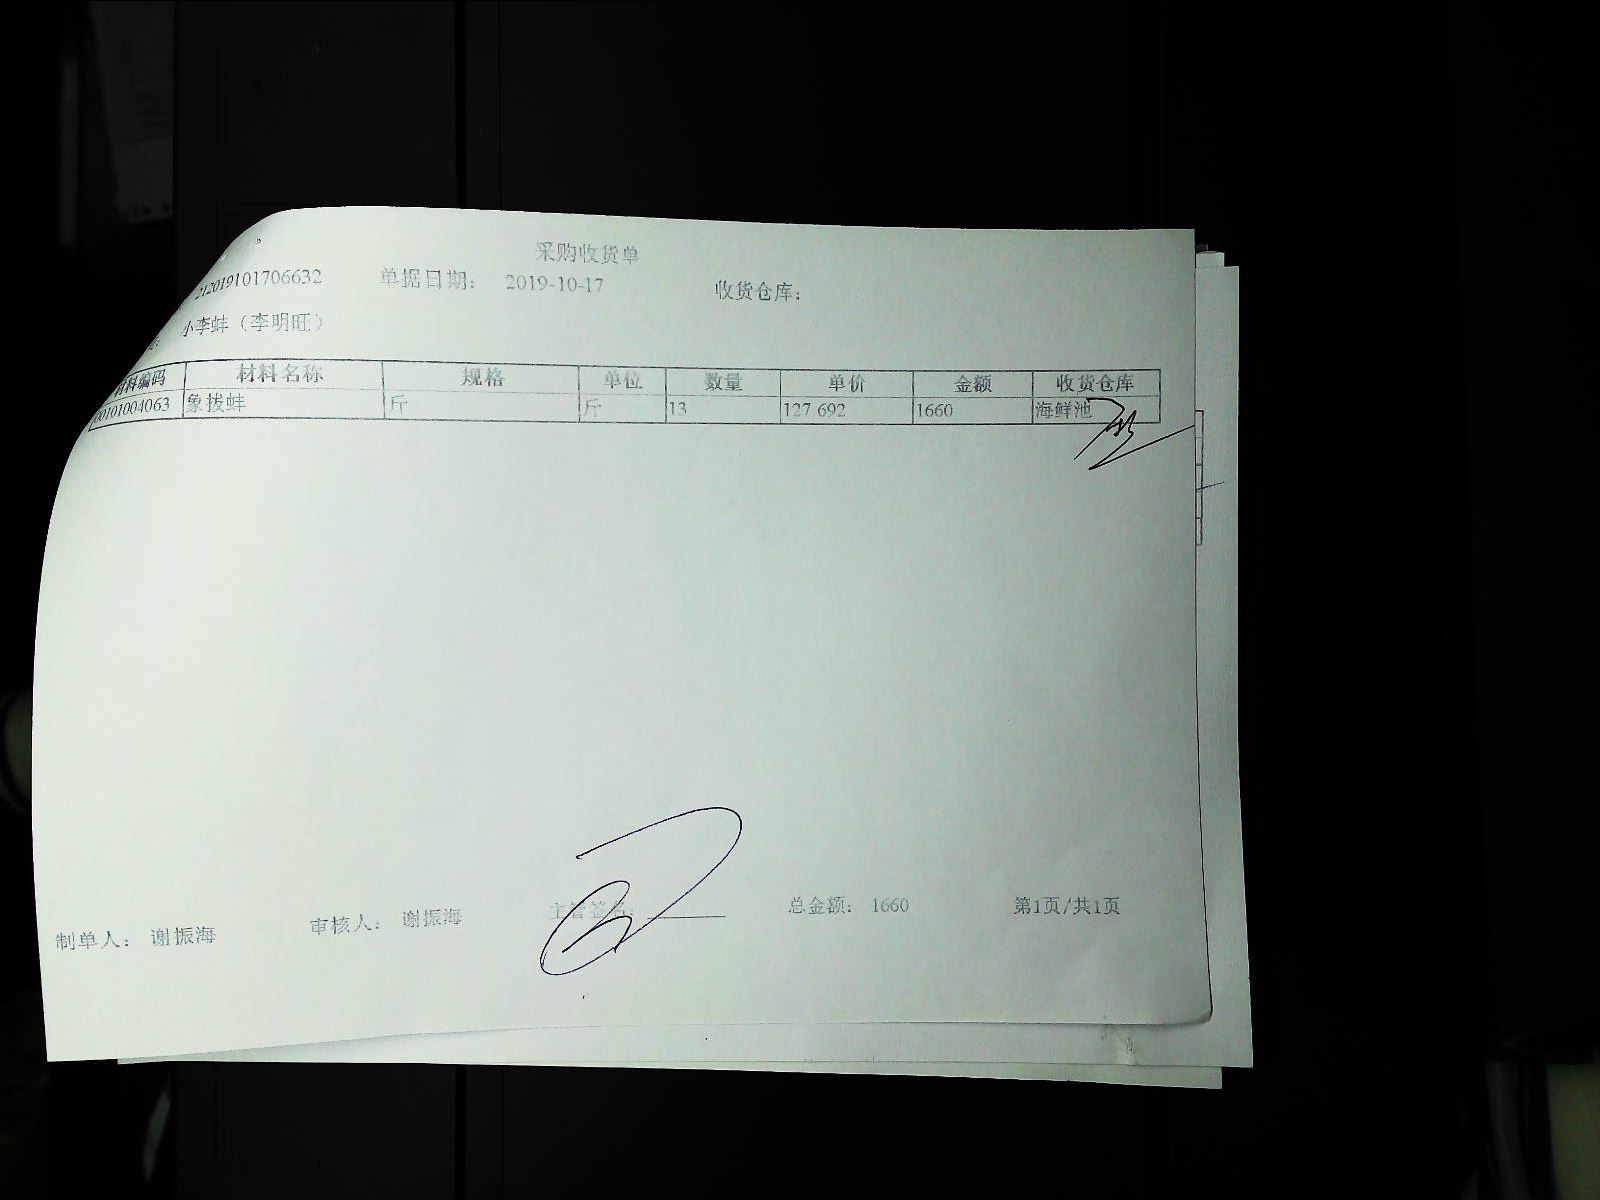 采购收货单
212019101706632 单据日期： 2019-10-17 收货仓库：
小李蚌（李明旺）
材料编码 材料名称 规格 单位 数量 单价 金额 收货仓库
00101004063 象拔蚌 斤 斤 13 127 692 1660 海鲜池
制单人： 谢振海 审核人： 谢振海 主管签名： 总金额： 1660 第1页/共1页